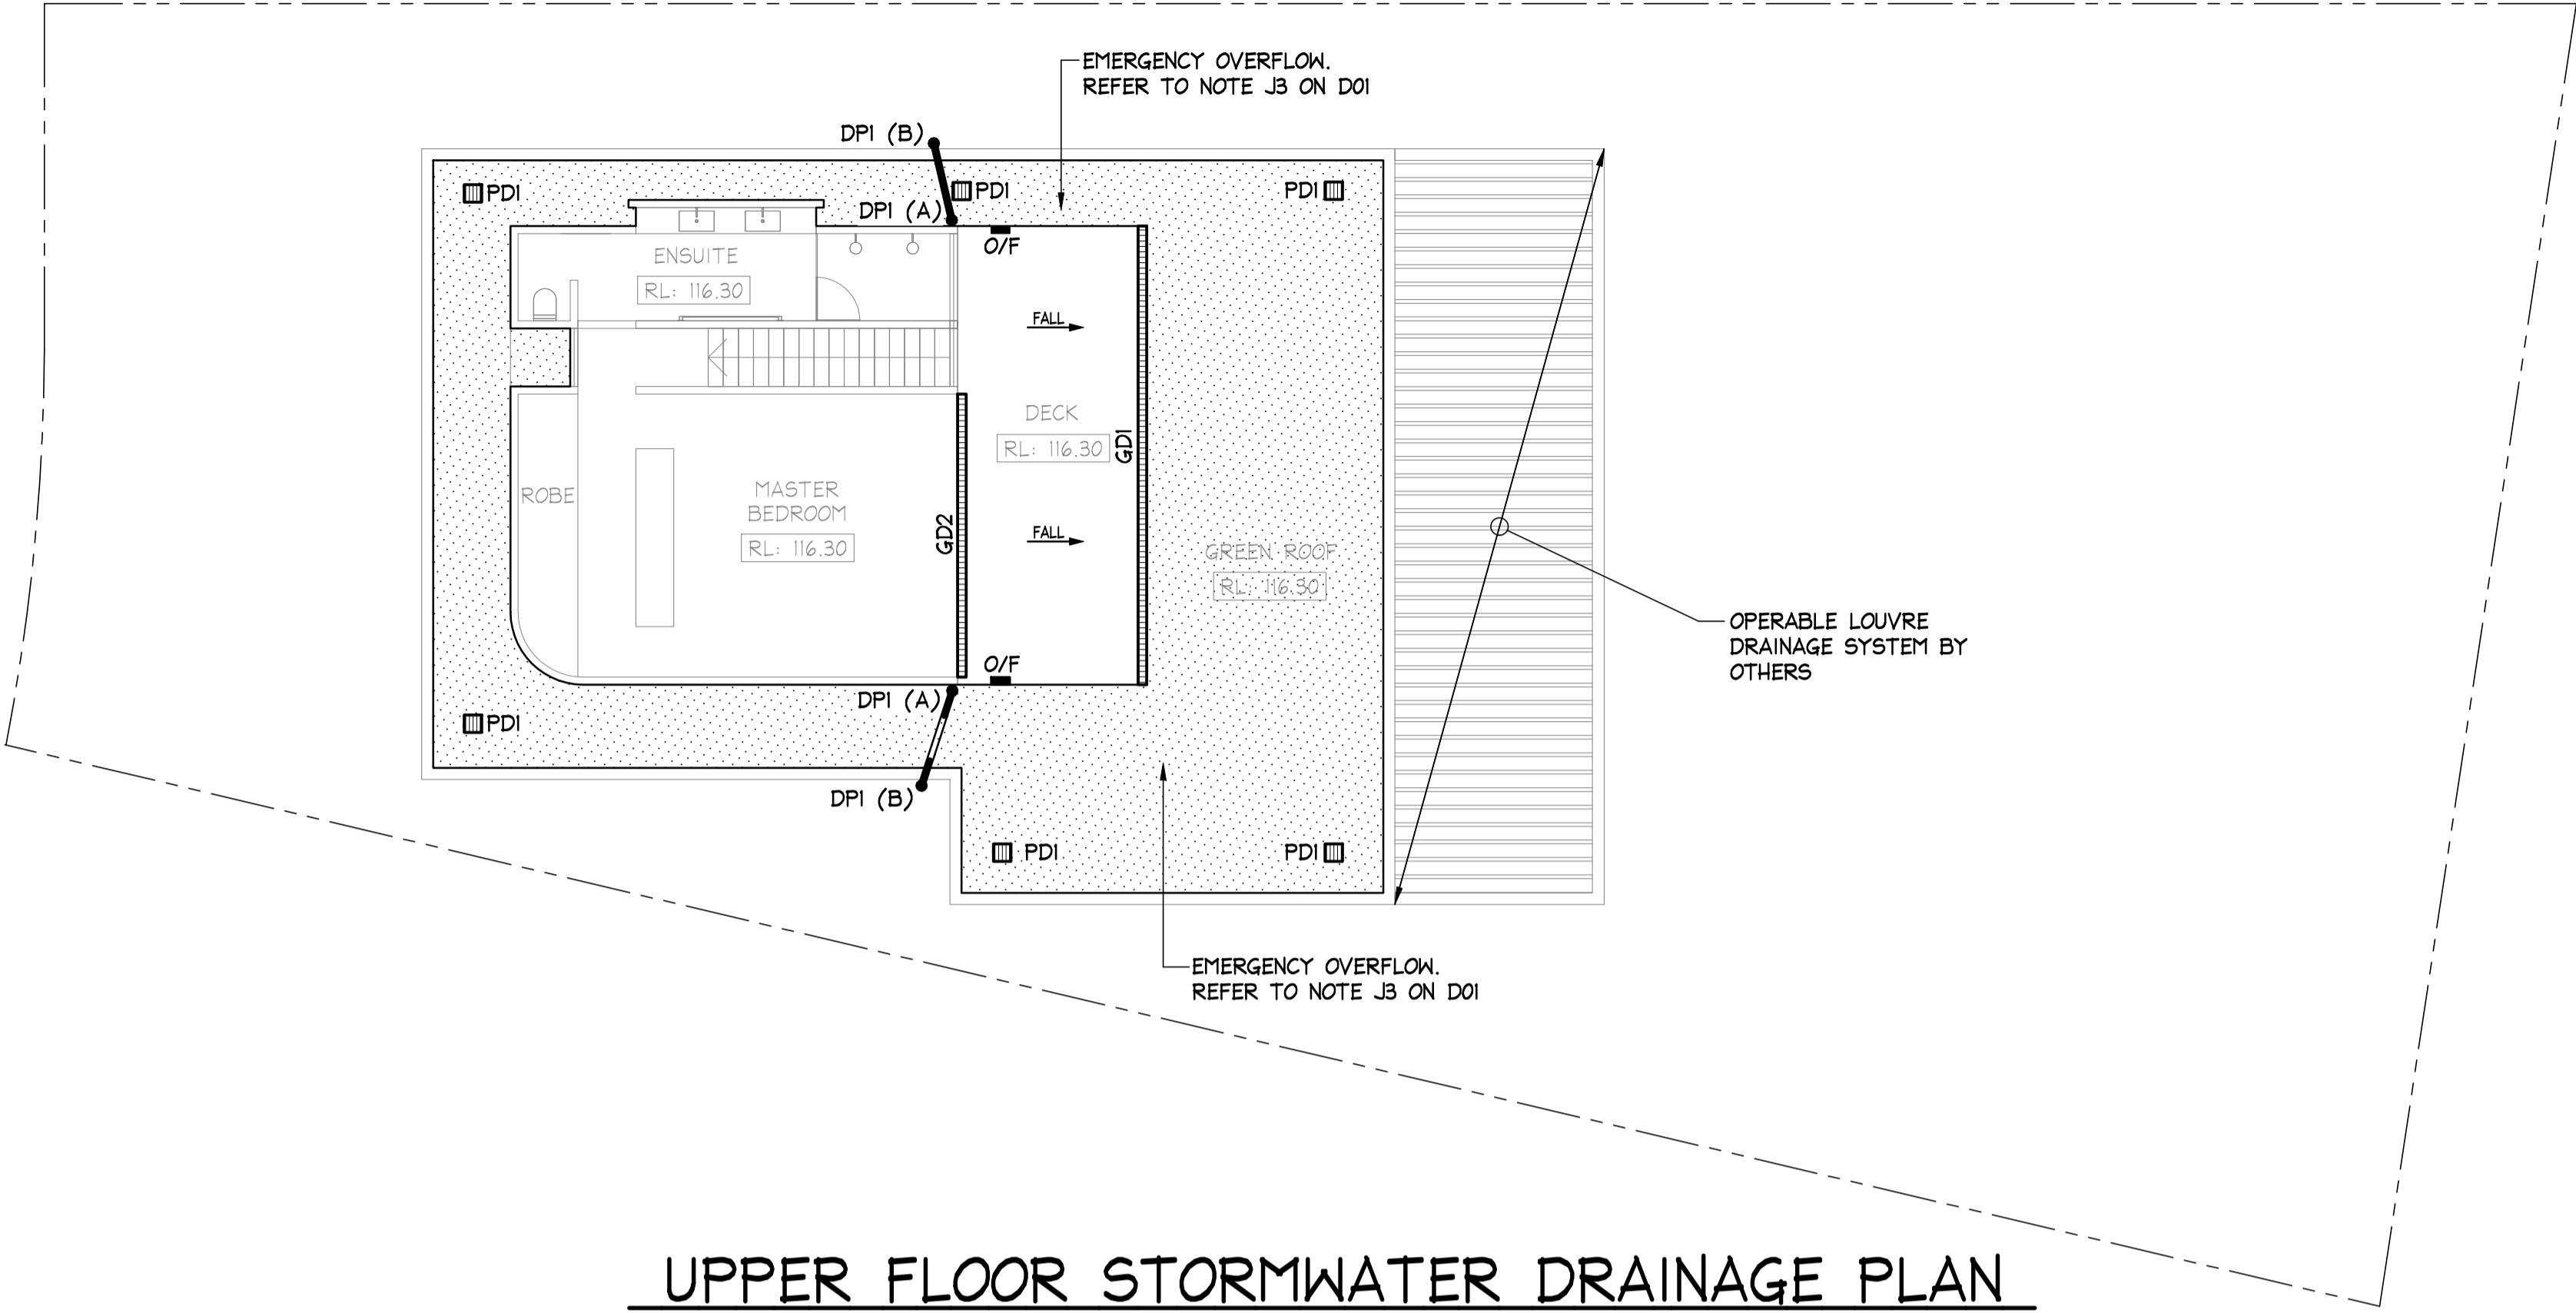 EMERGENCY OVERFLOW.
REFER TO NOTE J3 ON D01
DP1 (B)
PD1
PD1
PD1
DP1 (A)
O/F
ENSUITE
RL: 116.30
FALL
DECK
RL: 116.30
GD1
ROBE
MASTER
BEDROOM
RL: 116.30
GD2
FALL
GREEN ROOF
RL: 116.30
OPERABLE LOUVRE
DRAINAGE SYSTEM BY
OTHERS
O/F
DP1 (A)
PD1
DP1 (B)
PD1
PD1
EMERGENCY OVERFLOW.
REFER TO NOTE J3 ON D01
UPPER FLOOR STORMWATER DRAINAGE PLAN